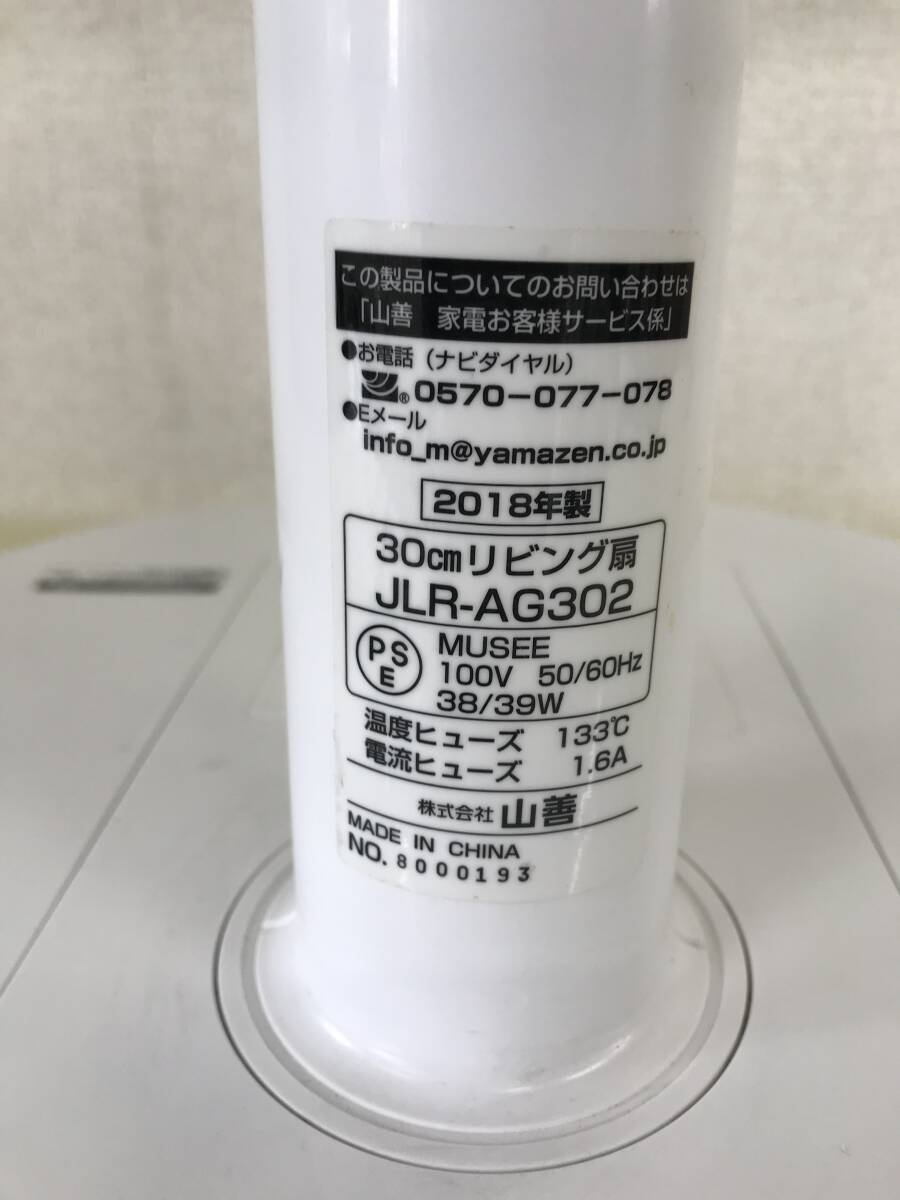 この製品についてのお問い合わせは
「山善 家電お客様サービス係」
●お電話（ナビダイヤル）
® 0570-077-078
●Eメール
info_m@yamazen.co.jp
2018年製
30cmリビング扇
JLR-AG302
PSE
MUSEE
100V 50/60Hz
38/39W
温度ヒューズ 133℃
電流ヒューズ 1.6A
株式会社 山善
MADE IN CHINA
NO. 8000193